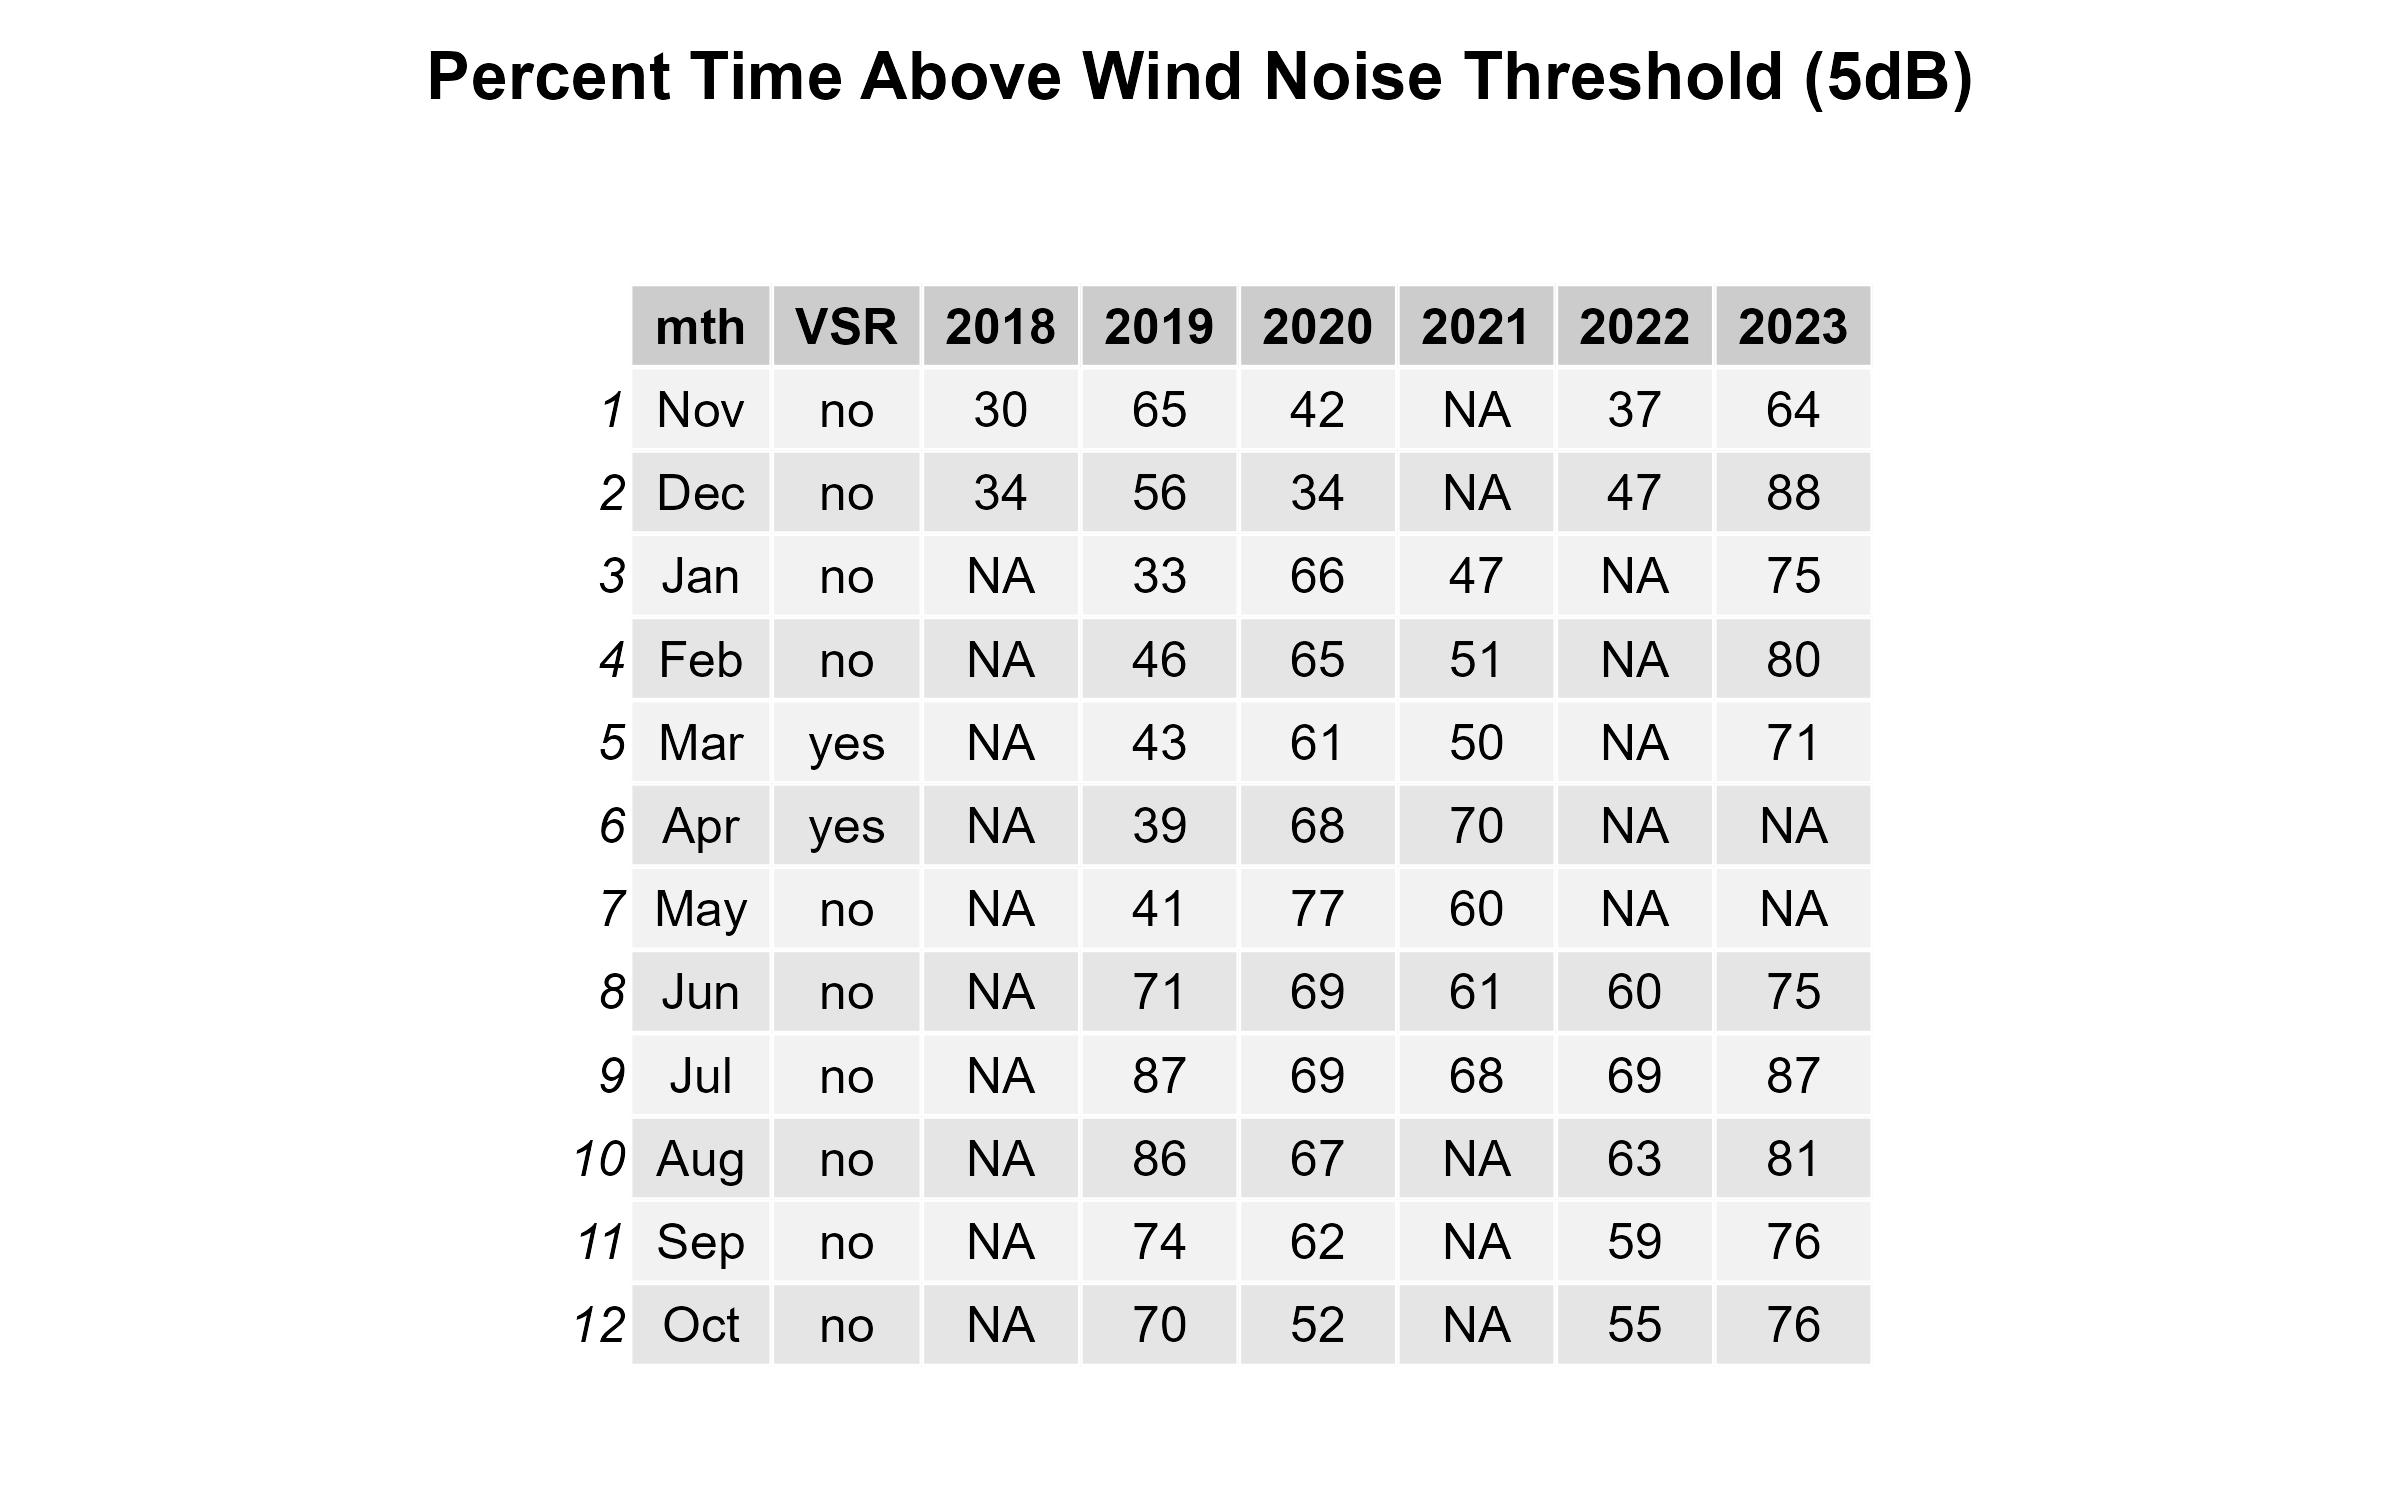 Percent Time Above Wind Noise Threshold (5dB)
mth VSR 2018 2019 2020 2021 2022 2023
1 Nov no 30 65 42 NA 37 64
2 Dec no 34 56 34 NA 47 88
3 Jan no NA 33 66 47 NA 75
4 Feb no NA 46 65 51 NA 80
5 Mar yes NA 43 61 50 NA 71
6 Apr yes NA 39 68 70 NA NA
7 May no NA 41 77 60 NA NA
8 Jun no NA 71 69 61 60 75
9 Jul no NA 87 69 68 69 87
10 Aug no NA 86 67 NA 63 81
11 Sep no NA 74 62 NA 59 76
12 Oct no NA 70 52 NA 55 76